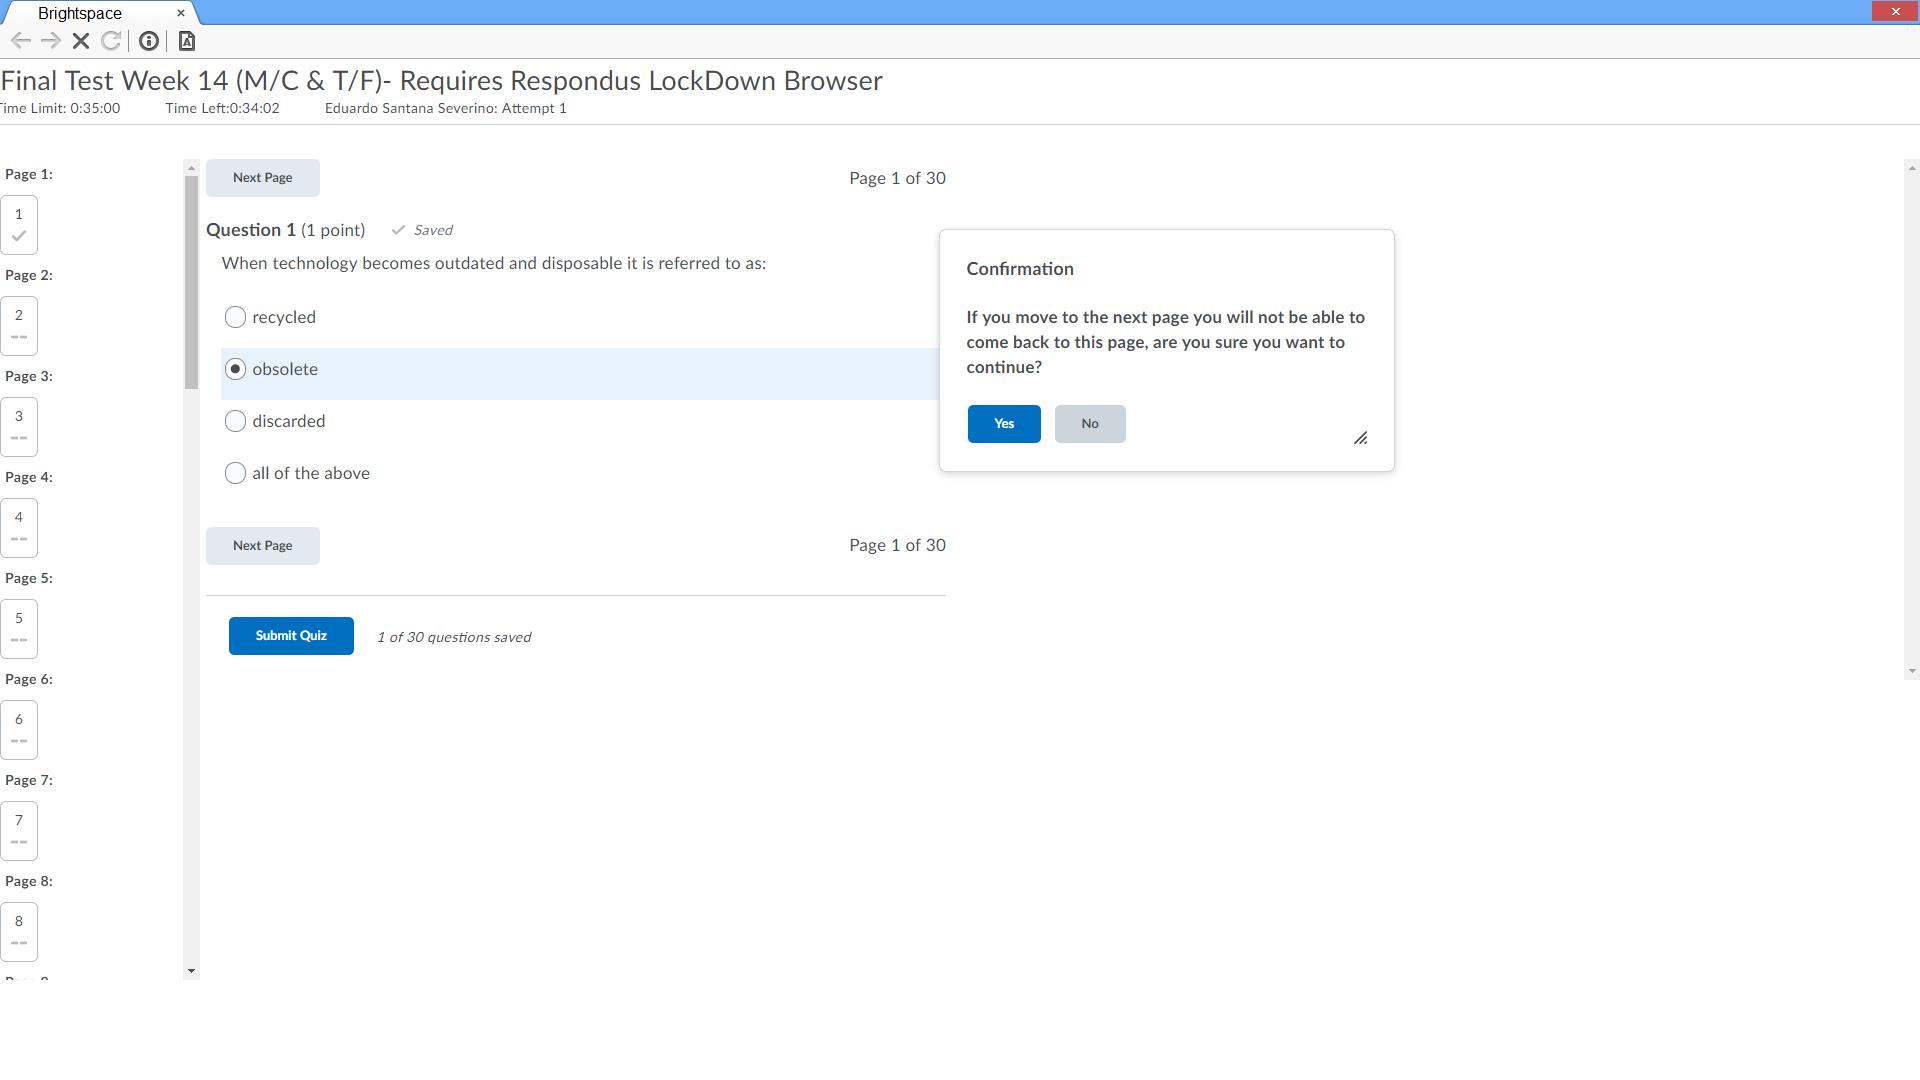 Brightspace
Final Test Week 14 (M/C & T/F)- Requires Respondus LockDown Browser
Time Limit: 0:35:00 Time Left:0:34:02 Eduardo Santana Severino: Attempt 1
Page 1:
1
Page 2:
2
--
Page 3:
3
--
Page 4:
4
--
Page 5:
5
--
Page 6:
6
--
Page 7:
7
--
Page 8:
8
--
Next Page Page 1 of 30
Question 1 (1 point) Saved
When technology becomes outdated and disposable it is referred to as:
recycled
obsolete
discarded
all of the above
Next Page Page 1 of 30
Submit Quiz 1 of 30 questions saved
Confirmation
If you move to the next page you will not be able to
come back to this page, are you sure you want to
continue?
Yes No